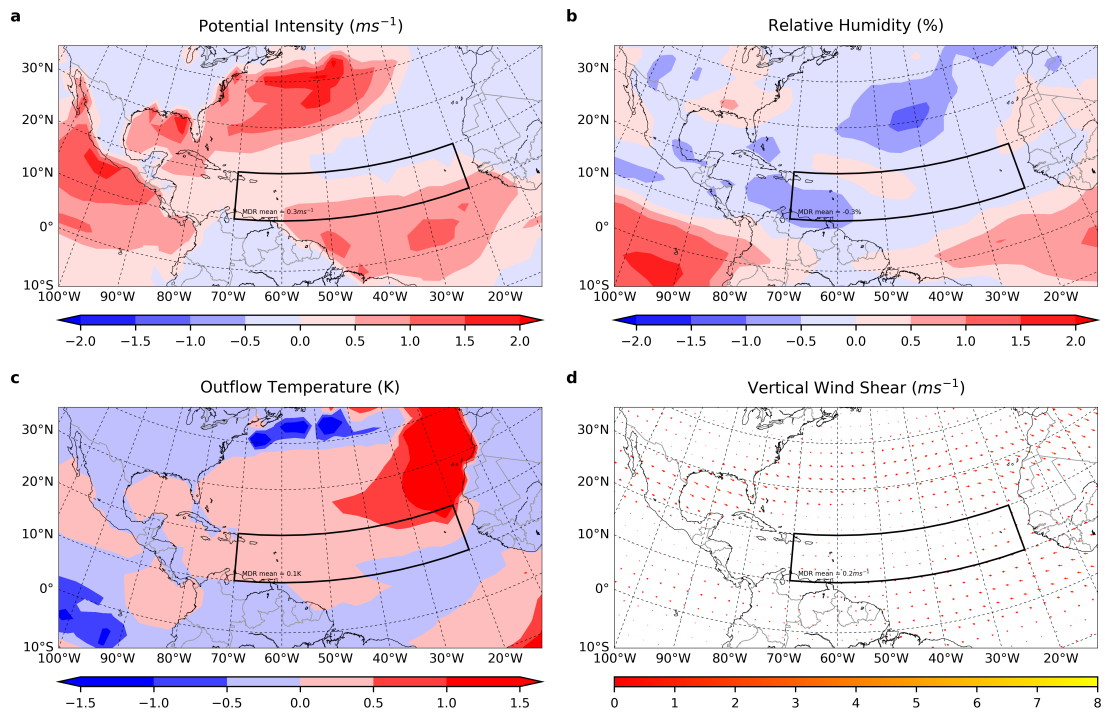 a
Potential Intensity (ms⁻¹)
30°N
20°N
10°N
0°
10°S
MDR mean = 0.3ms⁻¹
100°W 90°W 80°W 70°W 60°W 50°W 40°W 30°W 20°W
−2.0 −1.5 −1.0 −0.5 0.0 0.5 1.0 1.5 2.0
b
Relative Humidity (%)
30°N
20°N
10°N
0°
10°S
MDR mean = -0.3%
100°W 90°W 80°W 70°W 60°W 50°W 40°W 30°W 20°W
−2.0 −1.5 −1.0 −0.5 0.0 0.5 1.0 1.5 2.0
c
Outflow Temperature (K)
30°N
20°N
10°N
0°
10°S
MDR mean = 0.1K
100°W 90°W 80°W 70°W 60°W 50°W 40°W 30°W 20°W
−1.5 −1.0 −0.5 0.0 0.5 1.0 1.5
d
Vertical Wind Shear (ms⁻¹)
30°N
20°N
10°N
0°
10°S
MDR mean = 0.2ms⁻¹
100°W 90°W 80°W 70°W 60°W 50°W 40°W 30°W 20°W
0 1 2 3 4 5 6 7 8